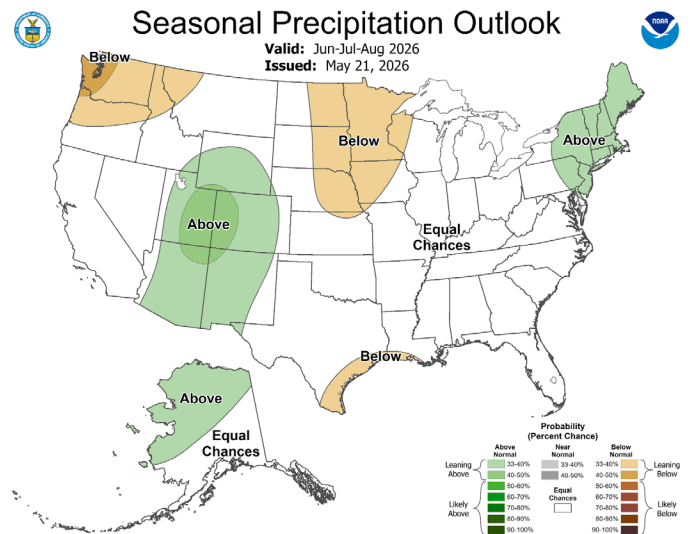 Seasonal Precipitation Outlook
Valid: Jun-Jul-Aug 2026
Issued: May 21, 2026
NOAA
Below
Below
Above
Above
Equal
Chances
Below
Above
Equal
Chances
Probability
(Percent Chance)
Above
Normal
Near
Normal
Below
Normal
Leaning
Above
33-40%
40-50%
Likely
Above
50-60%
60-70%
70-80%
80-90%
90-100%
33-40%
40-50%
Equal
Chances
33-40%
40-50%
Leaning
Below
50-60%
60-70%
70-80%
80-90%
90-100%
Likely
Below